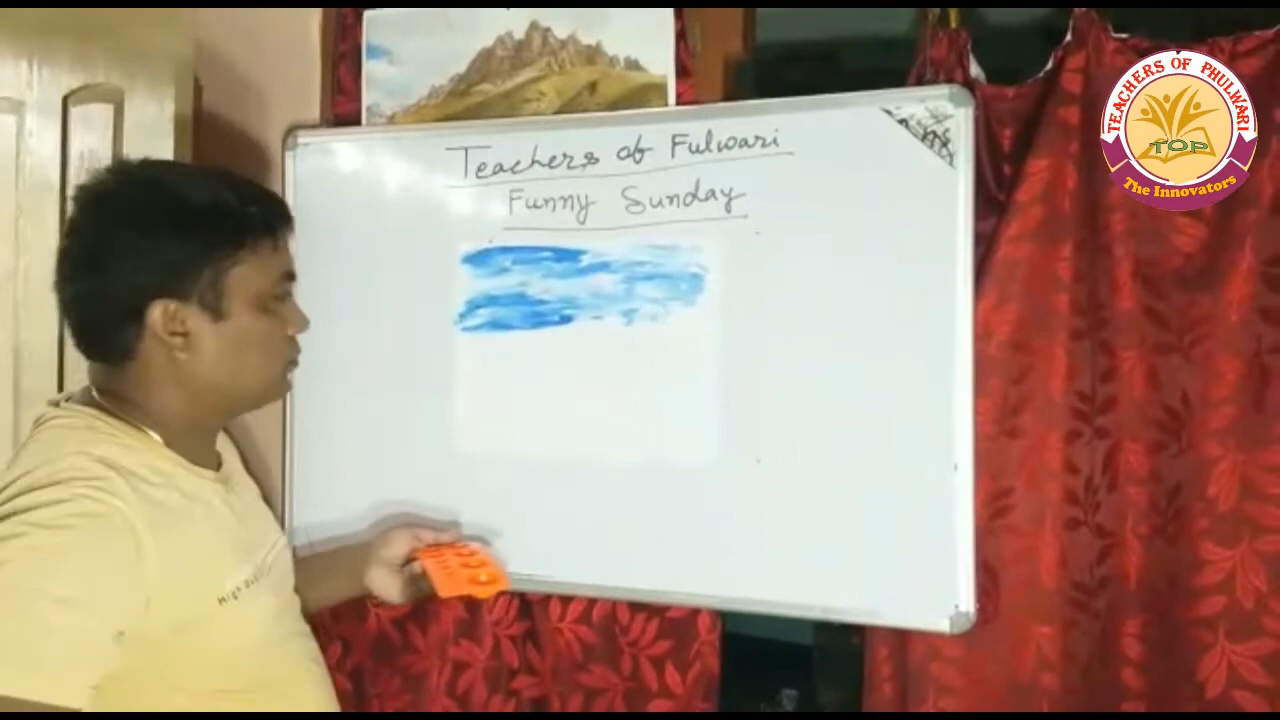 Teachers of Fulwari
Funny Sunday
TEACHERS OF PHULWARI
TOP
The Innovators